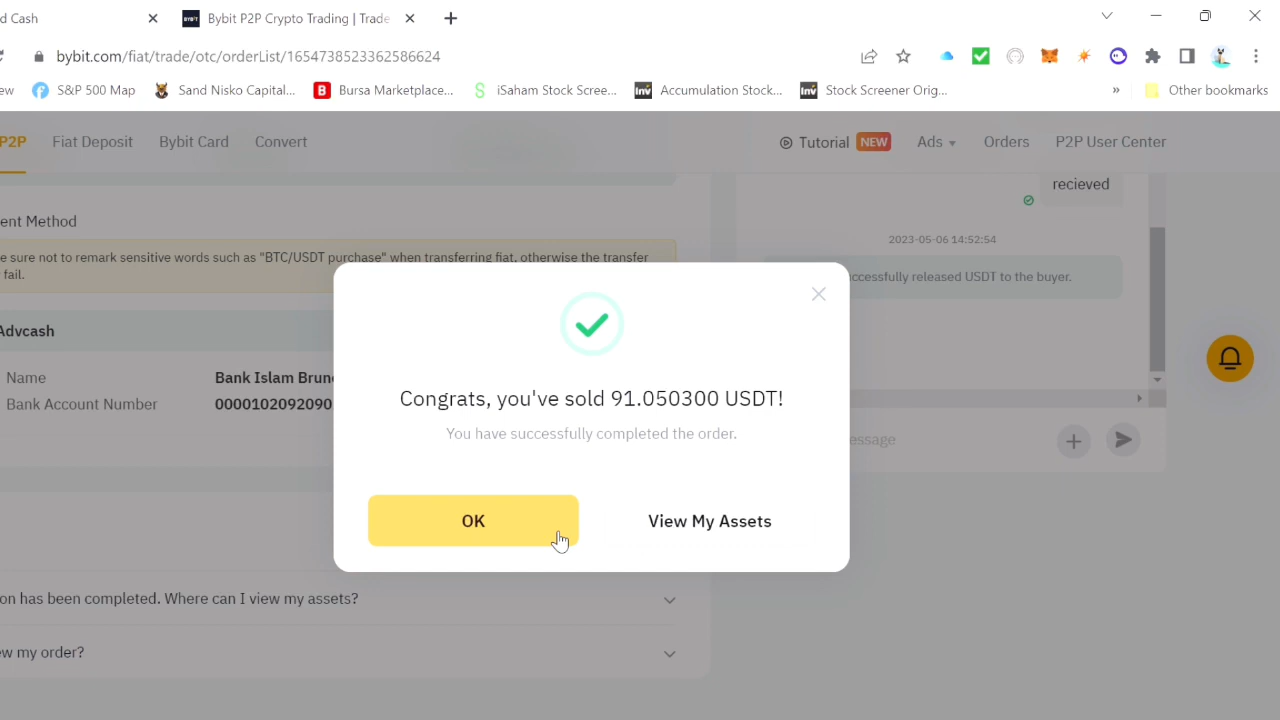 d Cash
BYBIT Bybit P2P Crypto Trading | Trade
bybit.com/fiat/trade/otc/orderList/1654738523362586624
ew S&P 500 Map Sand Nisko Capital... B Bursa Marketplace... S iSaham Stock Scree... Inv Accumulation Stock... Inv Stock Screener Orig... » Other bookmarks
P2P Fiat Deposit Bybit Card Convert Tutorial NEW Ads Orders P2P User Center
recieved
ent Method
2023-05-06 14:52:54
e sure not to remark sensitive words such as "BTC/USDT purchase" when transferring fiat, otherwise the transfer
fail.
ccessfully released USDT to the buyer.
Advcash
Name Bank Islam Brun
Bank Account Number 0000102092090
Congrats, you've sold 91.050300 USDT!
You have successfully completed the order.
essage
OK View My Assets
on has been completed. Where can I view my assets?
ew my order?